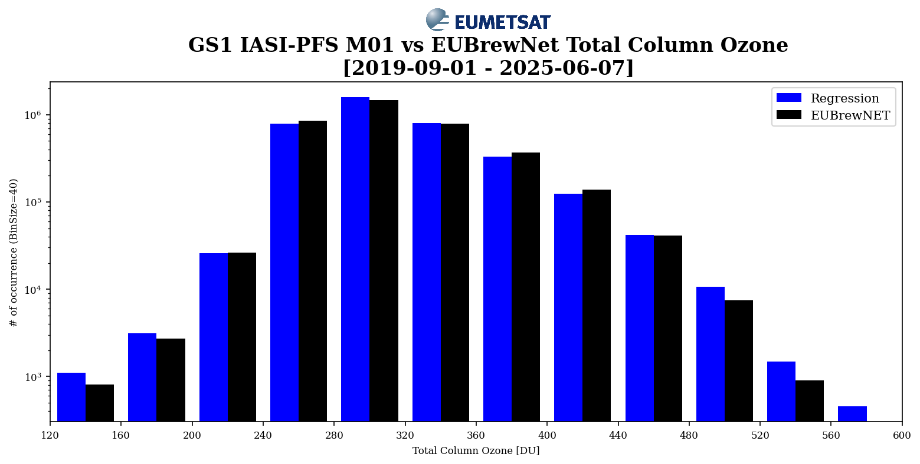 EUMETSAT
GS1 IASI-PFS M01 vs EUBrewNet Total Column Ozone
[2019-09-01 - 2025-06-07]
Regression
EUBrewNET
# of occurrence (BinSize=40)
10⁶
10⁵
10⁴
10³
120 160 200 240 280 320 360 400 440 480 520 560 600
Total Column Ozone [DU]